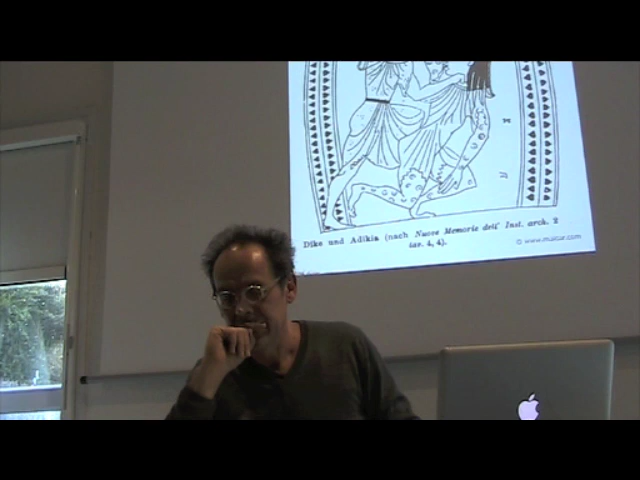 Dike und Adikia (nach Nuove Memorie dell' Inst. arch. 2
tav. 4, 4).
© www.maicar.com